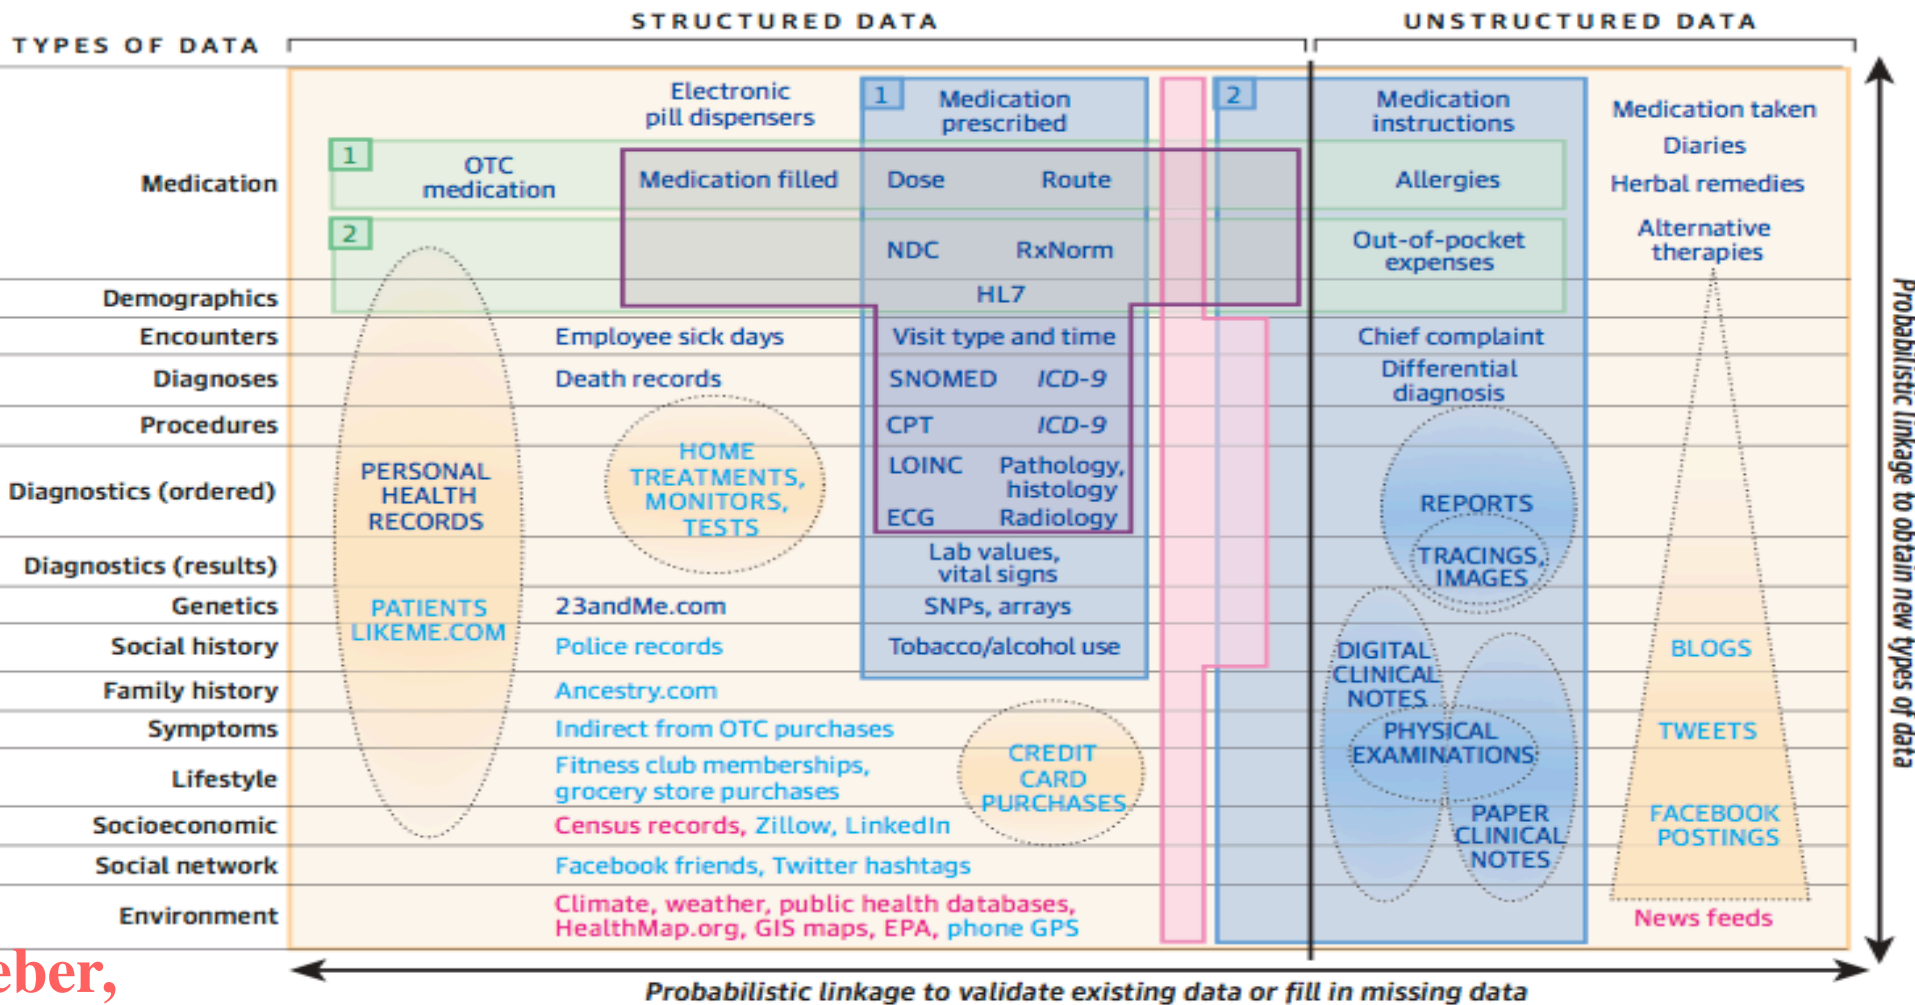 STRUCTURED DATA
UNSTRUCTURED DATA
TYPES OF DATA
Electronic
pill dispensers
1
Medication
prescribed
2
Medication
instructions
Medication taken
Diaries
Herbal remedies
Alternative
therapies
Medication
1
OTC
medication
Medication filled
Dose
Route
Allergies
2
NDC
RxNorm
Out-of-pocket
expenses
Demographics
HL7
Encounters
Employee sick days
Visit type and time
Chief complaint
Diagnoses
Death records
SNOMED
ICD-9
Differential
diagnosis
Procedures
CPT
ICD-9
Diagnostics (ordered)
PERSONAL
HEALTH
RECORDS
HOME
TREATMENTS,
MONITORS,
TESTS
LOINC
Pathology,
histology
ECG
Radiology
REPORTS
Diagnostics (results)
Lab values,
vital signs
TRACINGS,
IMAGES
Genetics
PATIENTS
LIKEME.COM
23andMe.com
SNPs, arrays
Social history
Police records
Tobacco/alcohol use
DIGITAL
CLINICAL
NOTES
BLOGS
Family history
Ancestry.com
Symptoms
Indirect from OTC purchases
PHYSICAL
EXAMINATIONS
TWEETS
Lifestyle
Fitness club memberships,
grocery store purchases
CREDIT
CARD
PURCHASES
Socioeconomic
Census records, Zillow, LinkedIn
PAPER
CLINICAL
NOTES
FACEBOOK
POSTINGS
Social network
Facebook friends, Twitter hashtags
Environment
Climate, weather, public health databases,
HealthMap.org, GIS maps, EPA, phone GPS
News feeds
Probabilistic linkage to obtain new types of data
eber,
Probabilistic linkage to validate existing data or fill in missing data